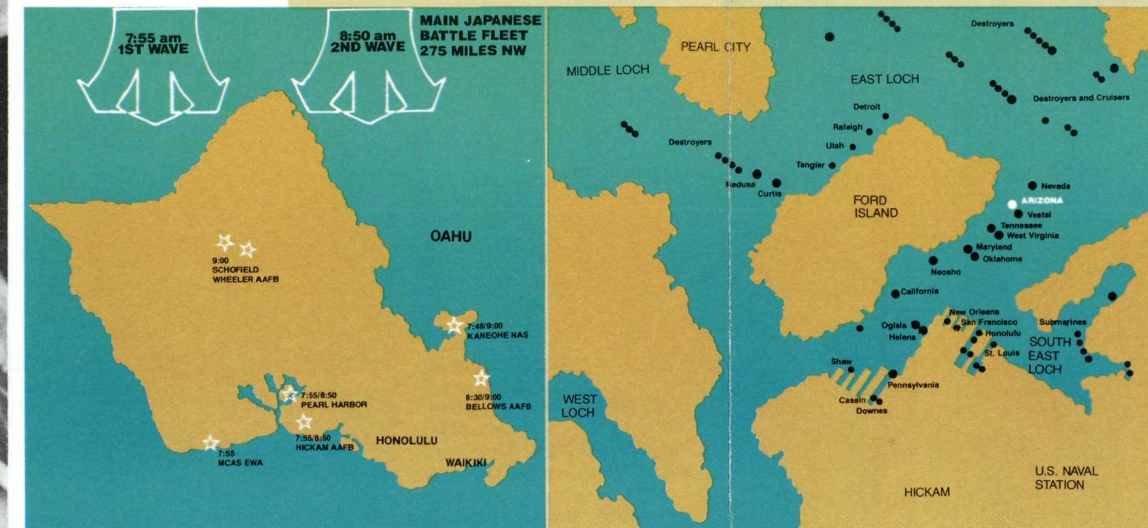 7:55 am
1ST WAVE
8:50 am
2ND WAVE
MAIN JAPANESE
BATTLE FLEET
275 MILES NW
OAHU
9:00
SCHOFIELD
WHEELER AAFB
7:48/9:00
KANEOHE NAS
8:30/9:00
BELLOWS AAFB
7:55/8:50
PEARL HARBOR
7:55/8:50
HICKAM AAFB
7:55
MCAS EWA
HONOLULU
WAIKIKI
PEARL CITY
MIDDLE LOCH
EAST LOCH
Destroyers
Destroyers and Cruisers
Detroit
Raleigh
Utah
Tangier
Destroyers
Medusa
Curtis
FORD
ISLAND
Nevada
ARIZONA
Vestal
Tennessee
West Virginia
Maryland
Oklahoma
Neosho
California
New Orleans
San Francisco
Honolulu
St. Louis
Oglala
Helena
Submarines
SOUTH
EAST
LOCH
Shaw
Pennsylvania
Cassin
Downes
WEST
LOCH
HICKAM
U.S. NAVAL
STATION